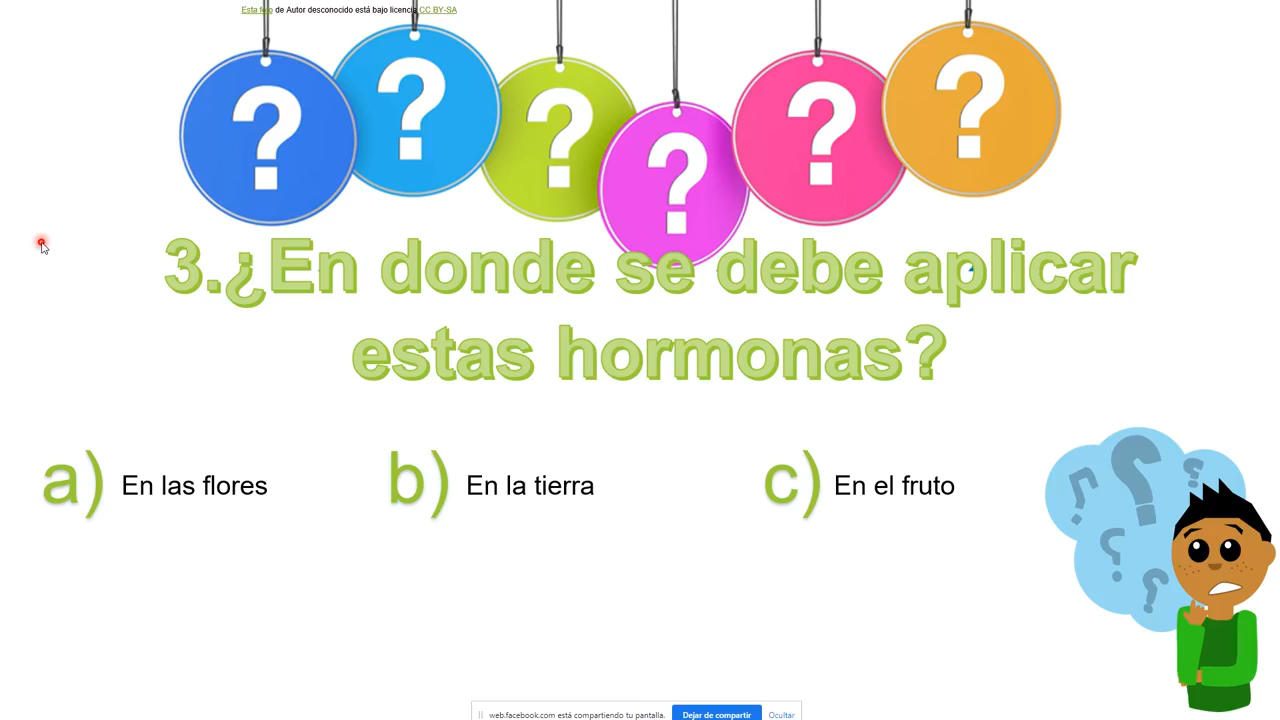 Esta foto de Autor desconocido está bajo licencia CC BY-SA
? ? ? ? ? ?
3.¿En donde se debe aplicar
estas hormonas?
a) En las flores
b) En la tierra
c) En el fruto
web.facebook.com está compartiendo tu pantalla. Dejar de compartir Ocultar